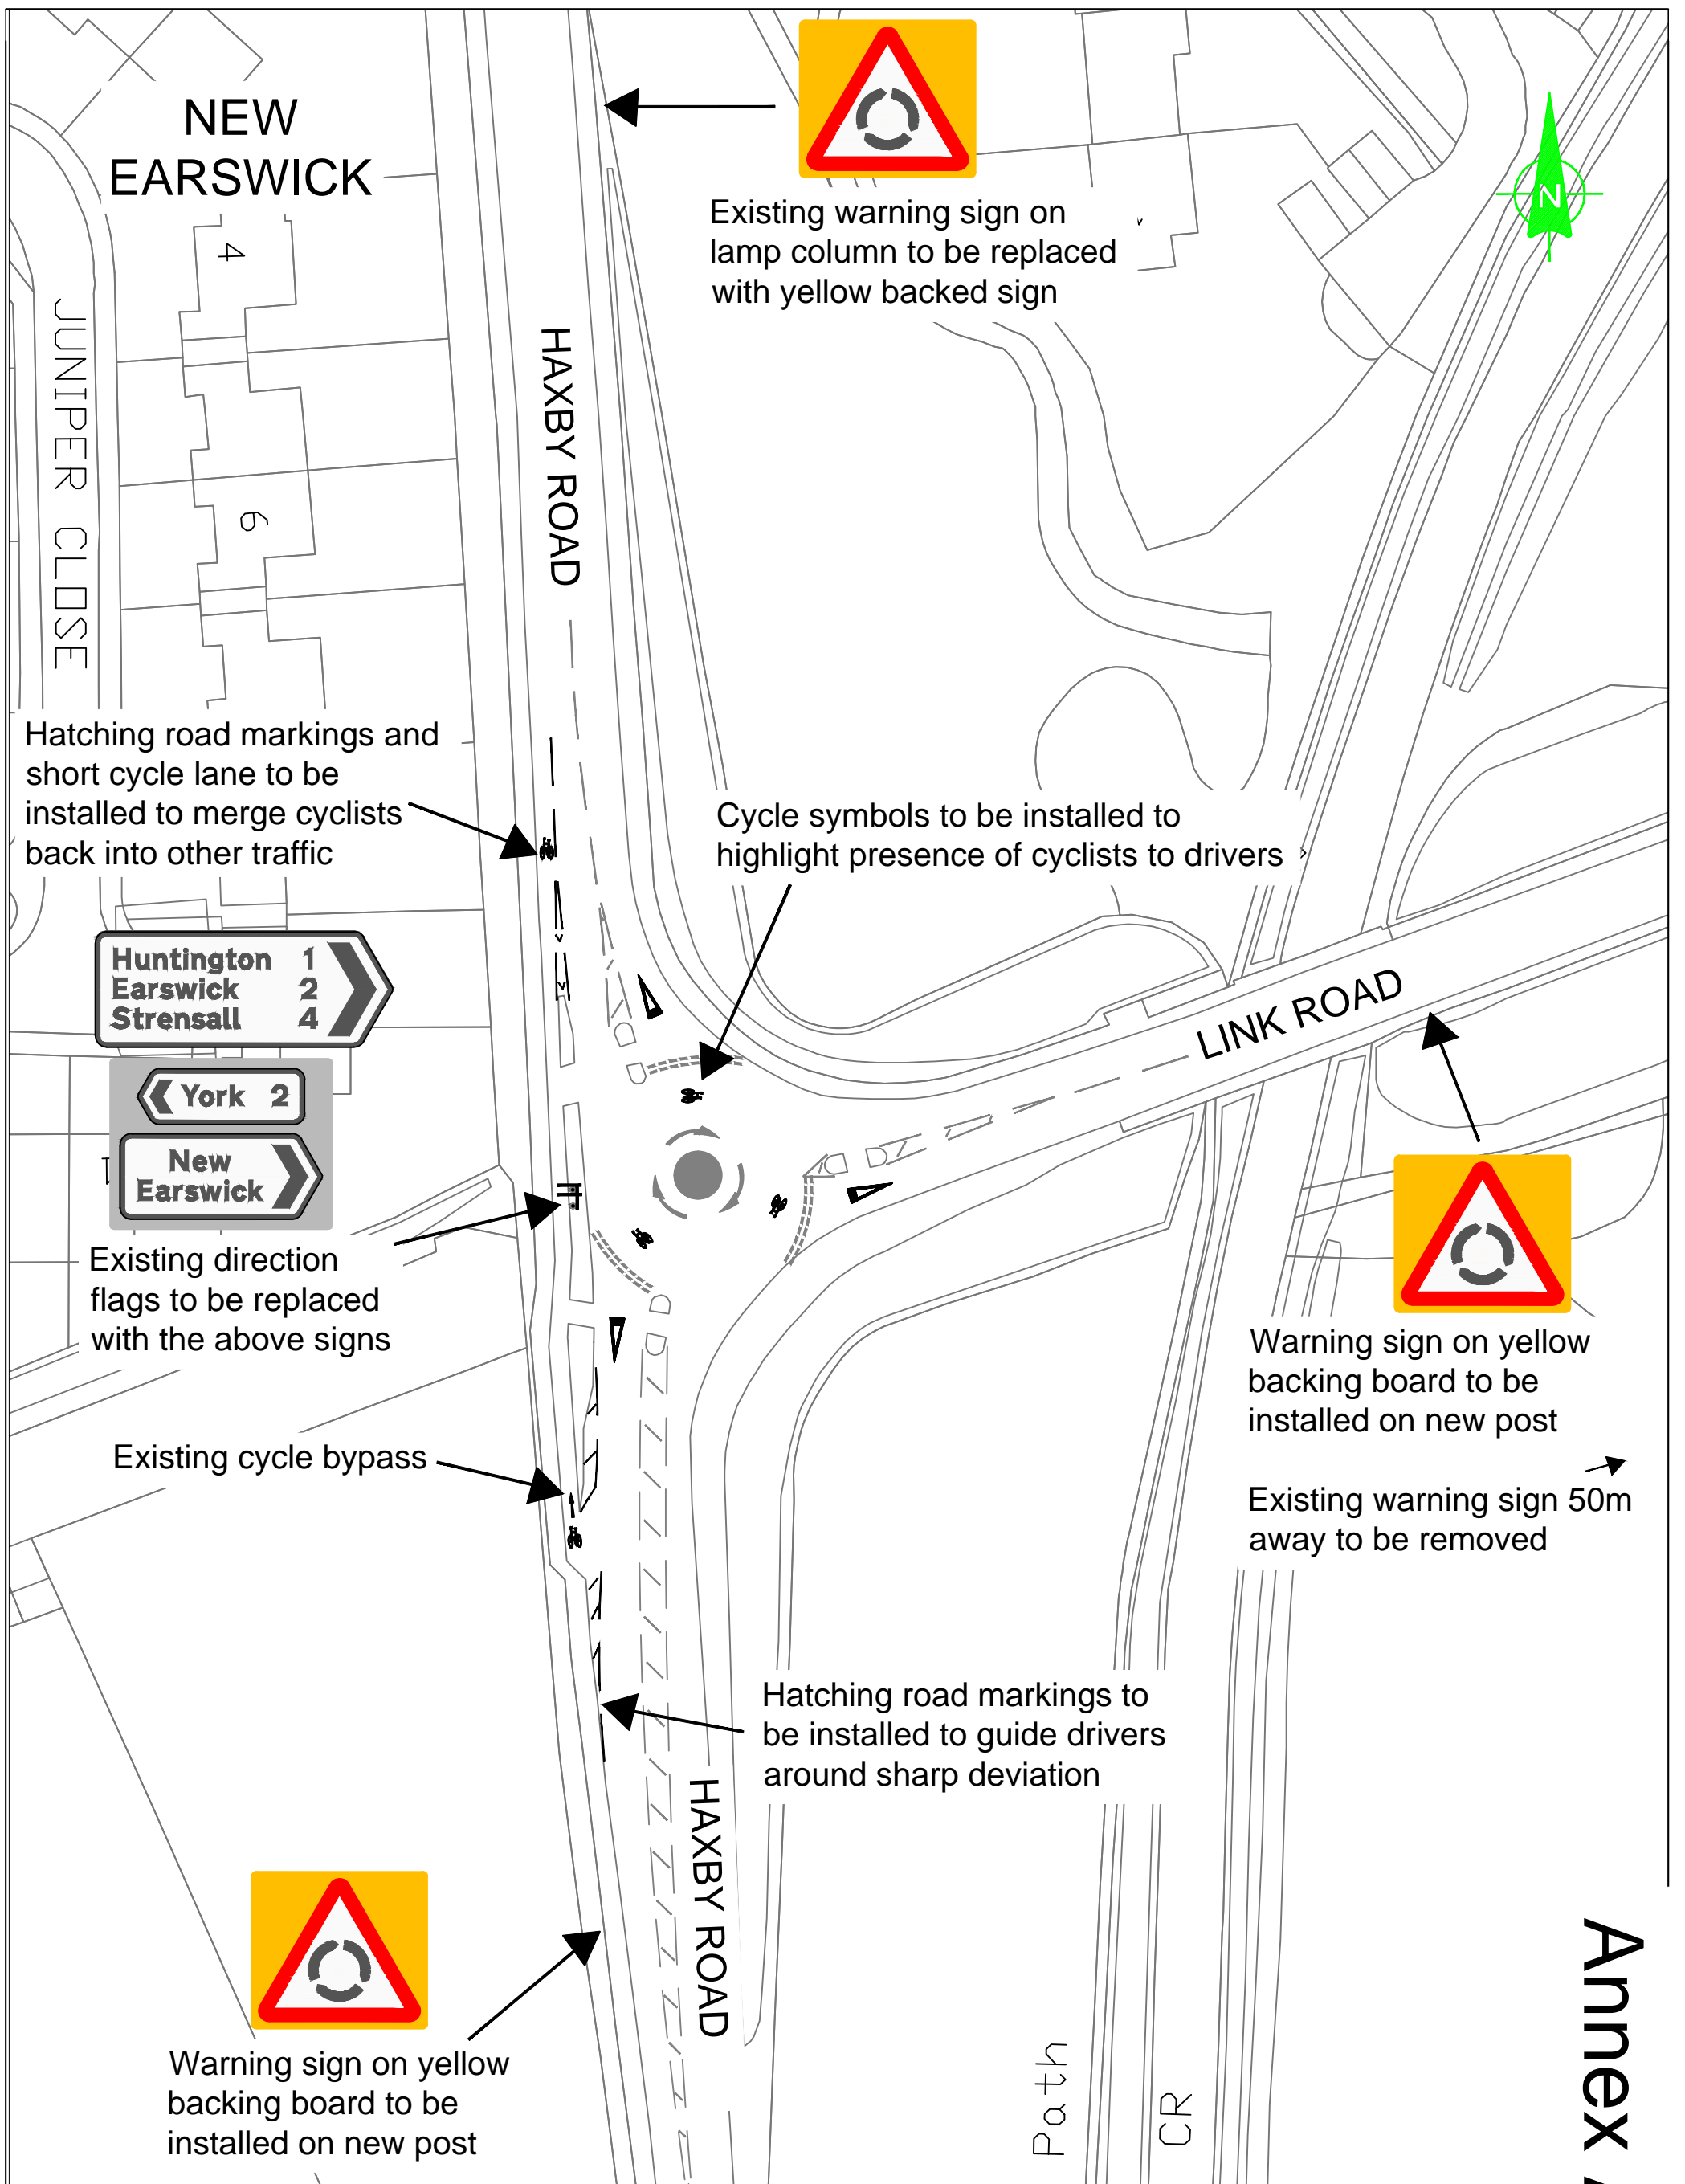 NEW
EARSWICK
Existing warning sign on
lamp column to be replaced
with yellow backed sign
N
4
JUNIPER CLOSE
6
HAXBY ROAD
Hatching road markings and
short cycle lane to be
installed to merge cyclists
back into other traffic
Cycle symbols to be installed to
highlight presence of cyclists to drivers
Huntington 1
Earswick 2
Strensall 4
York 2
New
Earswick
LINK ROAD
Existing direction
flags to be replaced
with the above signs
Warning sign on yellow
backing board to be
installed on new post
Existing cycle bypass
Existing warning sign 50m
away to be removed
Hatching road markings to
be installed to guide drivers
around sharp deviation
HAXBY ROAD
Warning sign on yellow
backing board to be
installed on new post
Path
CR
Annex